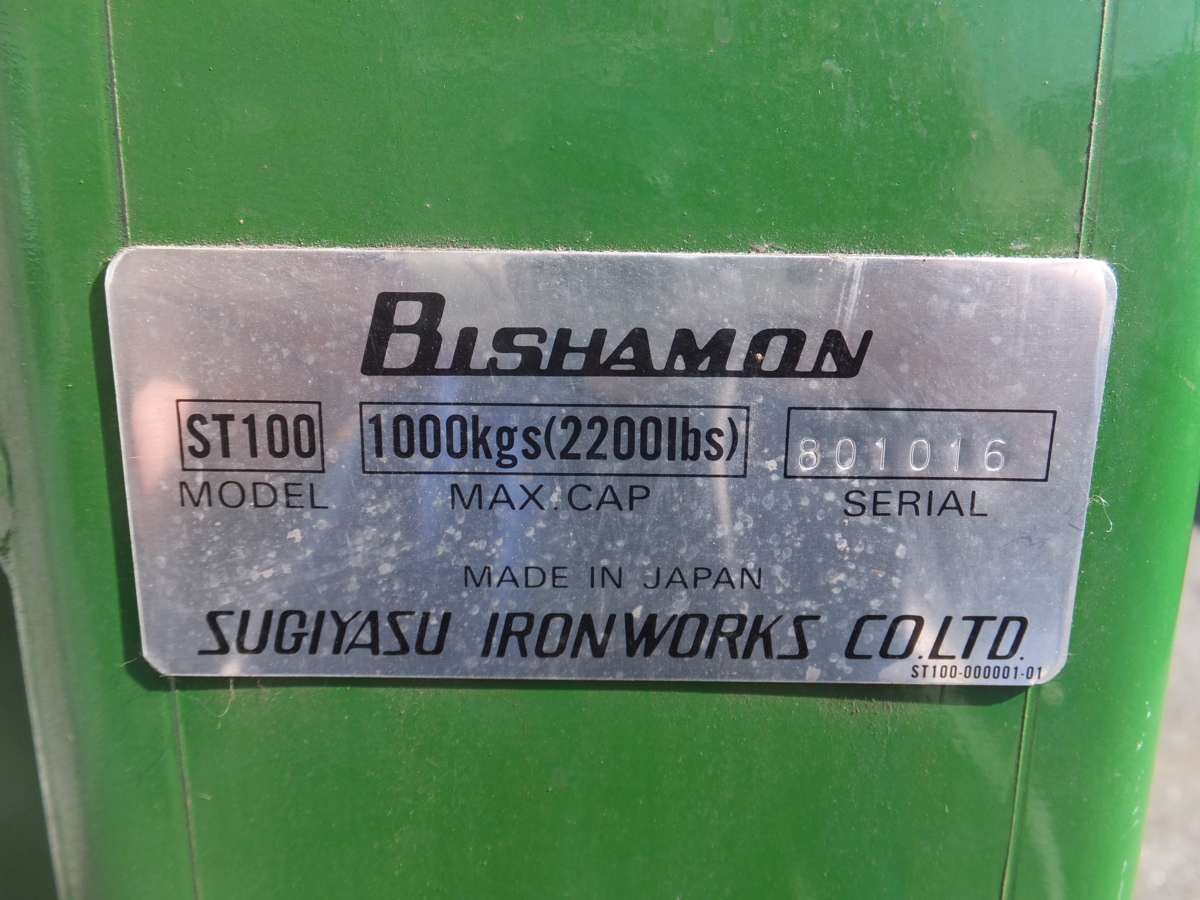 BISHAMON
ST100 1000kgs(2200lbs) 801016
MODEL MAX.CAP SERIAL
MADE IN JAPAN
SUGIYASU IRONWORKS CO.LTD.
ST100-000001-01